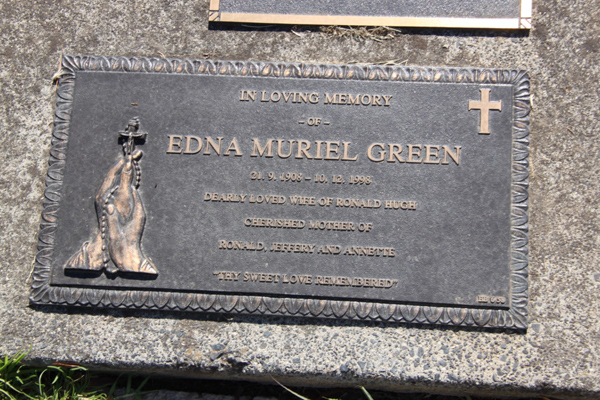 IN LOVING MEMORY
- OF -
EDNA MURIEL GREEN
21. 9. 1908 - 10. 12. 1998
DEARLY LOVED WIFE OF RONALD HUGH
CHERISHED MOTHER OF
RONALD, JEFFERY AND ANNETTE
"THY SWEET LOVE REMEMBERED"